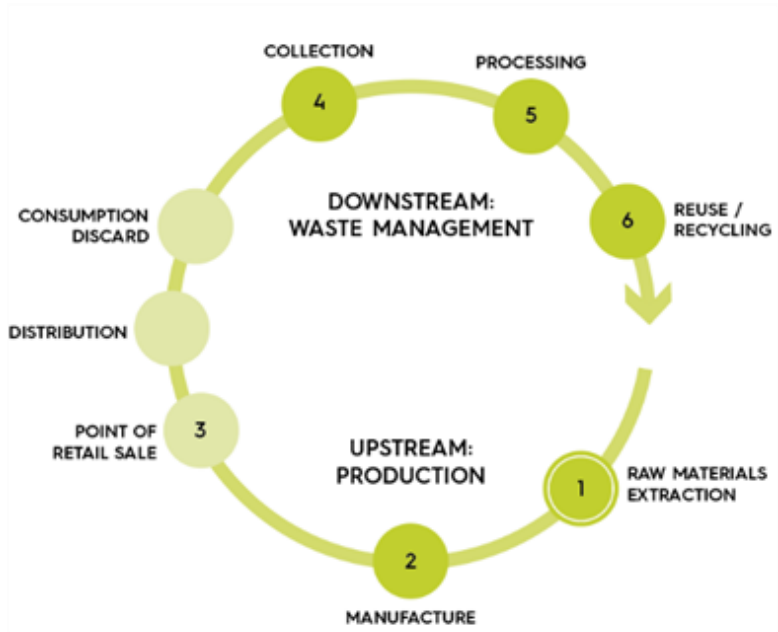 COLLECTION
4
PROCESSING
5
DOWNSTREAM:
WASTE MANAGEMENT
CONSUMPTION
DISCARD
6
REUSE /
RECYCLING
DISTRIBUTION
POINT OF
RETAIL SALE
3
UPSTREAM:
PRODUCTION
1
RAW MATERIALS
EXTRACTION
2
MANUFACTURE